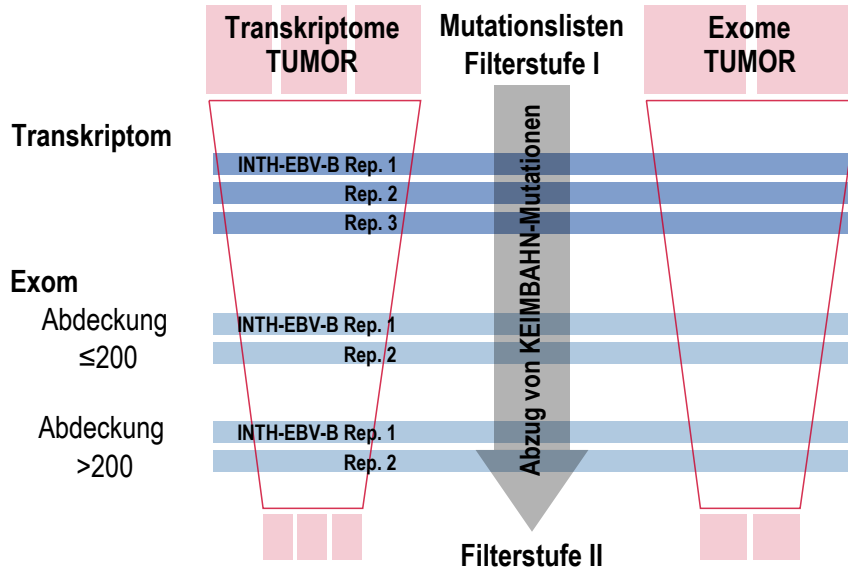 Transkriptome
TUMOR
Mutationslisten
Filterstufe I
Exome
TUMOR
Transkriptom
INTH-EBV-B Rep. 1
Rep. 2
Rep. 3
Abzug von KEIMBAHN-Mutationen
Exom
Abdeckung
≤200
INTH-EBV-B Rep. 1
Rep. 2
Abdeckung
>200
INTH-EBV-B Rep. 1
Rep. 2
Filterstufe II